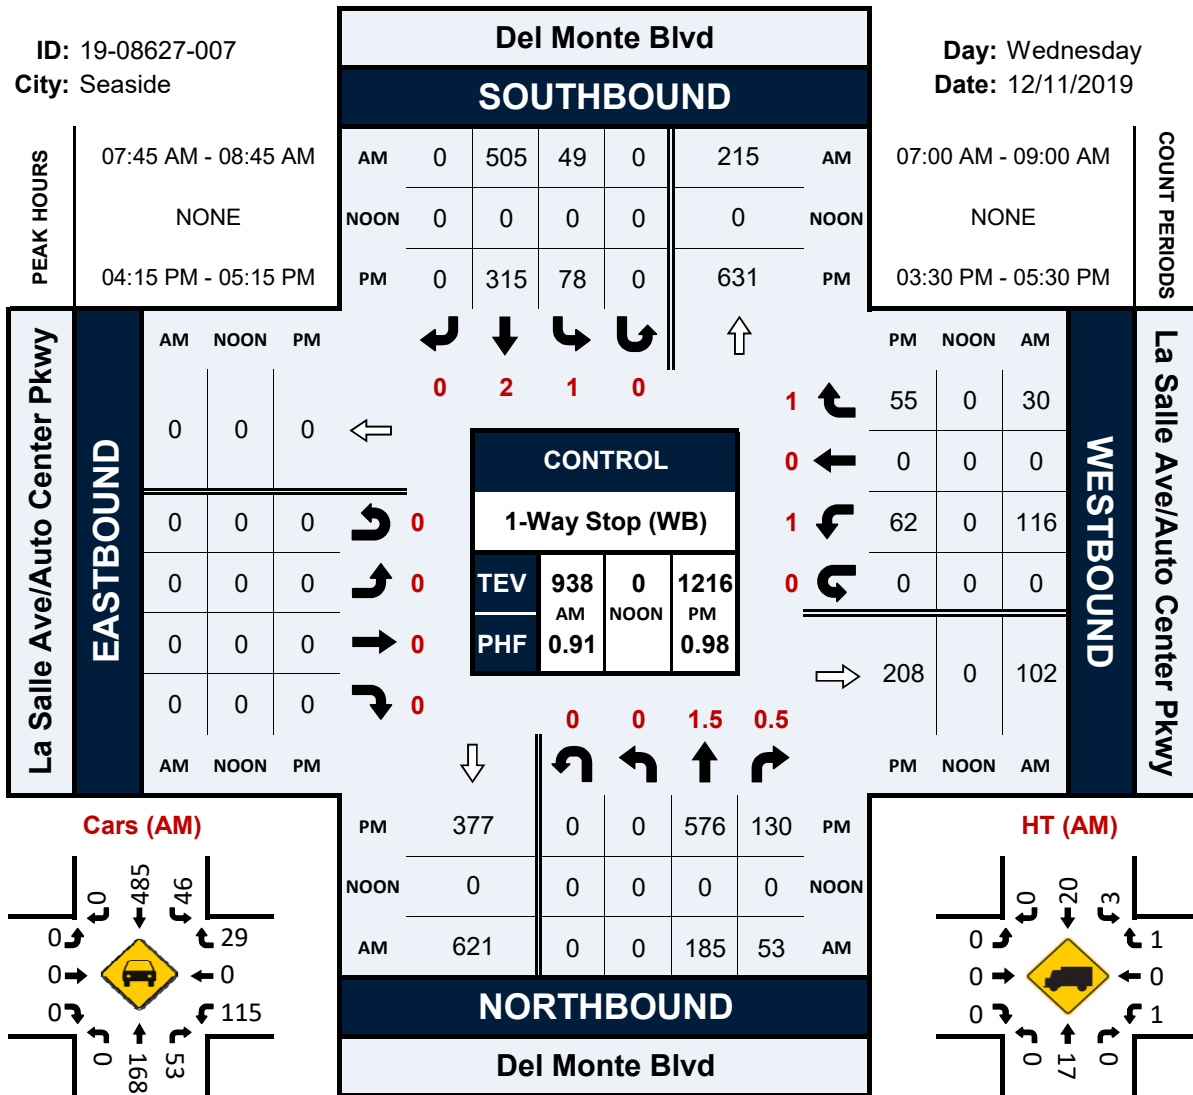 ID: 19-08627-007
City: Seaside
Del Monte Blvd
SOUTHBOUND
Day: Wednesday
Date: 12/11/2019
PEAK HOURS
07:45 AM - 08:45 AM
NONE
04:15 PM - 05:15 PM
AM 0 505 49 0 215 AM
NOON 0 0 0 0 0 NOON
PM 0 315 78 0 631 PM
07:00 AM - 09:00 AM
NONE
03:30 PM - 05:30 PM
COUNT PERIODS
0 2 1 0
La Salle Ave/Auto Center Pkwy
EASTBOUND
AM NOON PM
0 0 0
0 0 0 0
0 0 0 0
0 0 0 0
0 0 0 0
AM NOON PM
CONTROL
1-Way Stop (WB)
TEV 938 0 1216
AM NOON PM
PHF 0.91 0.98
PM NOON AM
1 55 0 30
0 0 0 0
1 62 0 116
0 0 0 0
208 0 102
PM NOON AM
WESTBOUND
La Salle Ave/Auto Center Pkwy
0 0 1.5 0.5
PM 377 0 0 576 130 PM
NOON 0 0 0 0 0 NOON
AM 621 0 0 185 53 AM
NORTHBOUND
Del Monte Blvd
Cars (AM)
0 485 46
0 29
0 0
0 115
0 168 53
HT (AM)
0 20 3
0 1
0 0
0 1
0 17 0